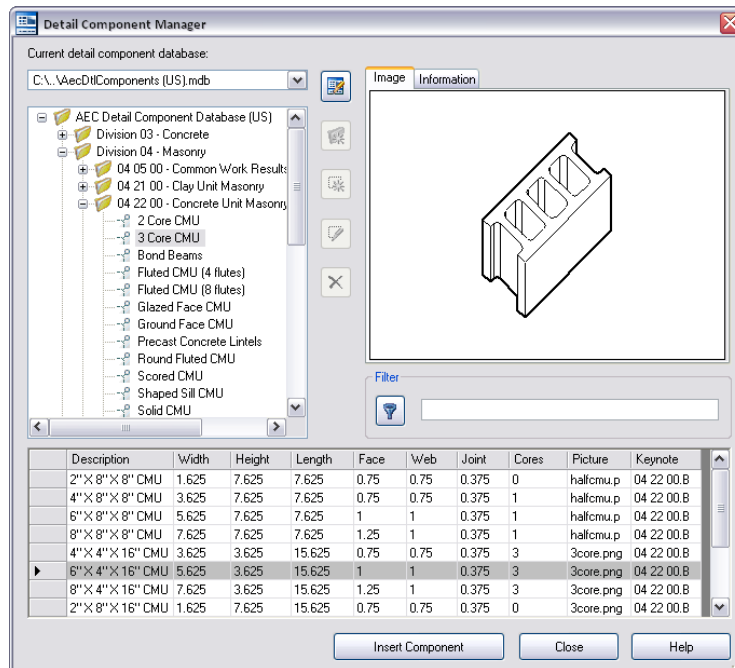 Detail Component Manager
Current detail component database:
C:\..\AecDtlComponents (US).mdb
Image Information
AEC Detail Component Database (US)
Division 03 - Concrete
Division 04 - Masonry
04 05 00 - Common Work Results
04 21 00 - Clay Unit Masonry
04 22 00 - Concrete Unit Masonry
2 Core CMU
3 Core CMU
Bond Beams
Fluted CMU (4 flutes)
Fluted CMU (8 flutes)
Glazed Face CMU
Ground Face CMU
Precast Concrete Lintels
Round Fluted CMU
Scored CMU
Shaped Sill CMU
Solid CMU
Filter
Description Width Height Length Face Web Joint Cores Picture Keynote
2" X 8" X 8" CMU 1.625 7.625 7.625 0.75 0.75 0.375 0 halfcmu.p 04 22 00.B
4" X 8" X 8" CMU 3.625 7.625 7.625 0.75 0.75 0.375 1 halfcmu.p 04 22 00.B
6" X 8" X 8" CMU 5.625 7.625 7.625 1 1 0.375 1 halfcmu.p 04 22 00.B
8" X 8" X 8" CMU 7.625 7.625 7.625 1.25 1 0.375 1 halfcmu.p 04 22 00.B
4" X 4" X 16" CMU 3.625 3.625 15.625 0.75 0.75 0.375 3 3core.png 04 22 00.B
6" X 4" X 16" CMU 5.625 3.625 15.625 1 1 0.375 3 3core.png 04 22 00.B
8" X 4" X 16" CMU 7.625 3.625 15.625 1.25 1 0.375 3 3core.png 04 22 00.B
2" X 8" X 16" CMU 1.625 7.625 15.625 0.75 0.75 0.375 0 3core.png 04 22 00.B
Insert Component Close Help